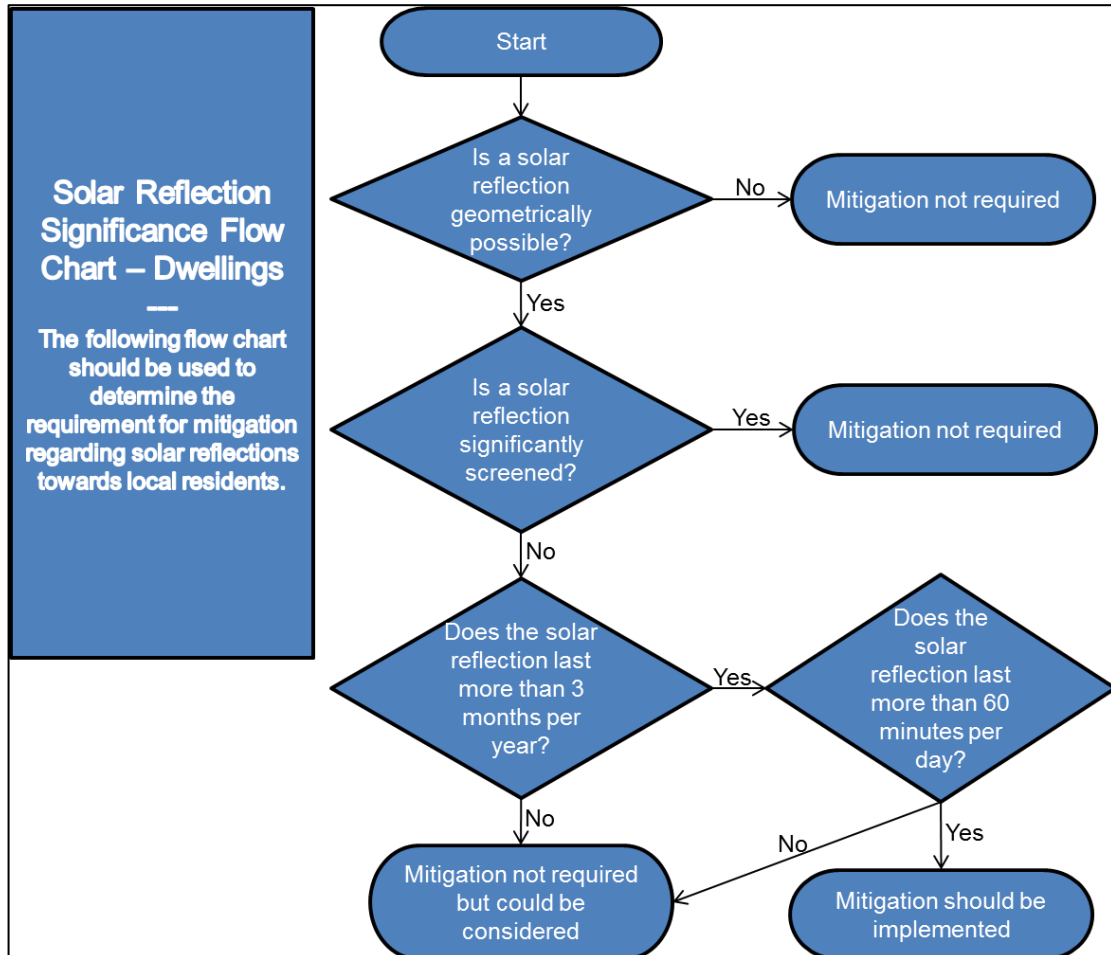 Solar Reflection
Significance Flow
Chart – Dwellings
---
The following flow chart
should be used to
determine the
requirement for mitigation
regarding solar reflections
towards local residents.
Start
Is a solar
reflection
geometrically
possible?
No
Mitigation not required
Yes
Is a solar
reflection
significantly
screened?
Yes
Mitigation not required
No
Does the solar
reflection last
more than 3
months per
year?
Yes
Does the
solar
reflection last
more than 60
minutes per
day?
No
No
Yes
Mitigation not required
but could be
considered
Mitigation should be
implemented